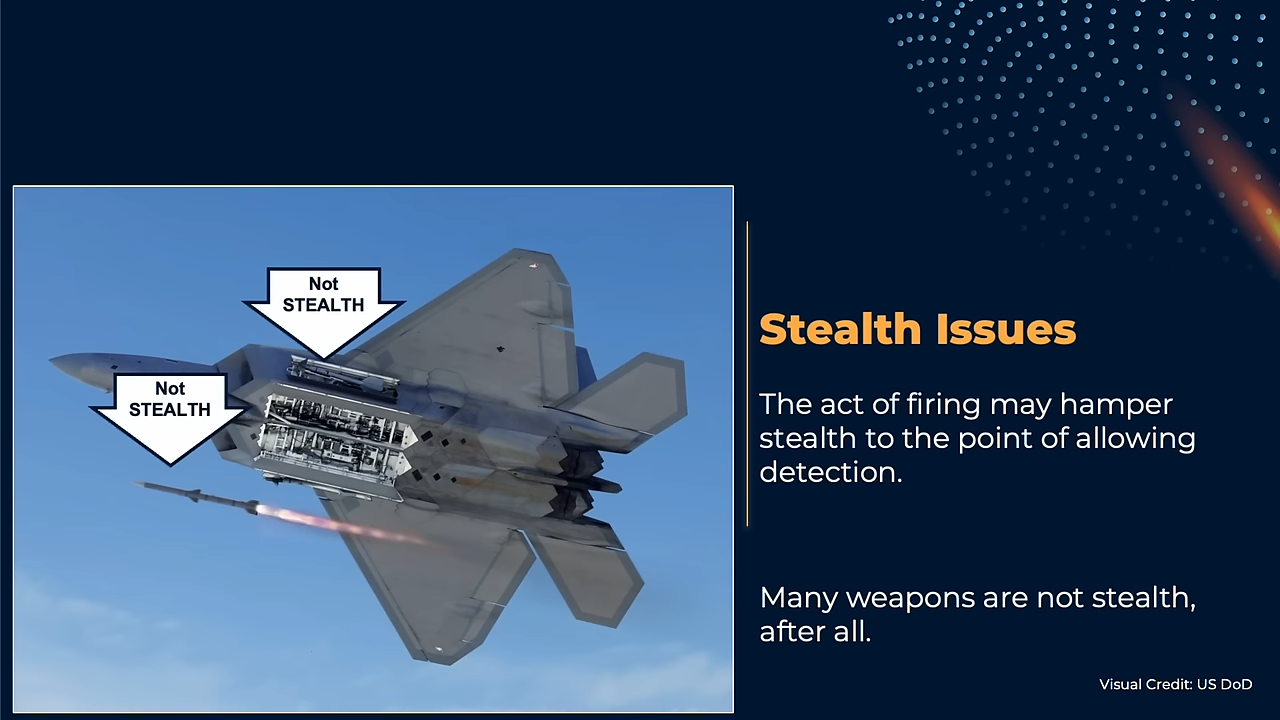 Not
STEALTH
Not
STEALTH
Stealth Issues
The act of firing may hamper
stealth to the point of allowing
detection.
Many weapons are not stealth,
after all.
Visual Credit: US DoD